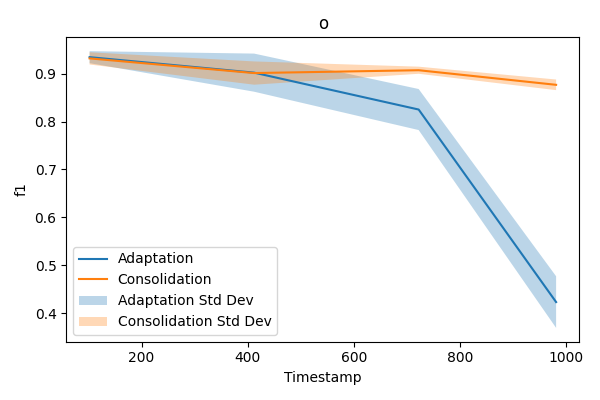 o
f1
0.9
0.8
0.7
0.6
0.5
0.4
Adaptation
Consolidation
Adaptation Std Dev
Consolidation Std Dev
200 400 600 800 1000
Timestamp